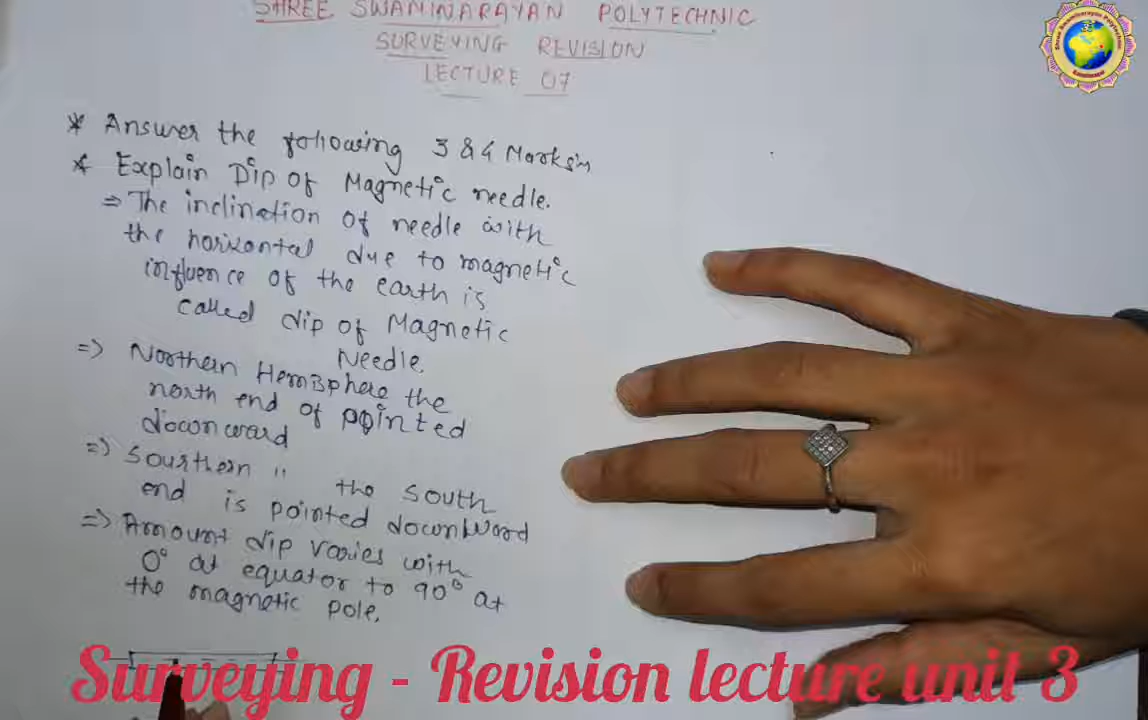 SHREE SWAMINARAYAN POLYTECHNIC
SURVEYING REVISION
LECTURE 07
* Answer the following 3 & 4 Marks'n
* Explain Dip Of Magnetic needle.
⇒ The inclination of needle with
the horizontal due to magnetic
influence of the earth is
called dip of Magnetic
Needle.
=> Noothern Hemisphere the
north end of pointed
downward
=> Sourthern " the south
end is pointed downword
=> Amount dip varies with
0° at equator to 90° at
the magnetic pole.
Surveying - Revision lecture unit 3